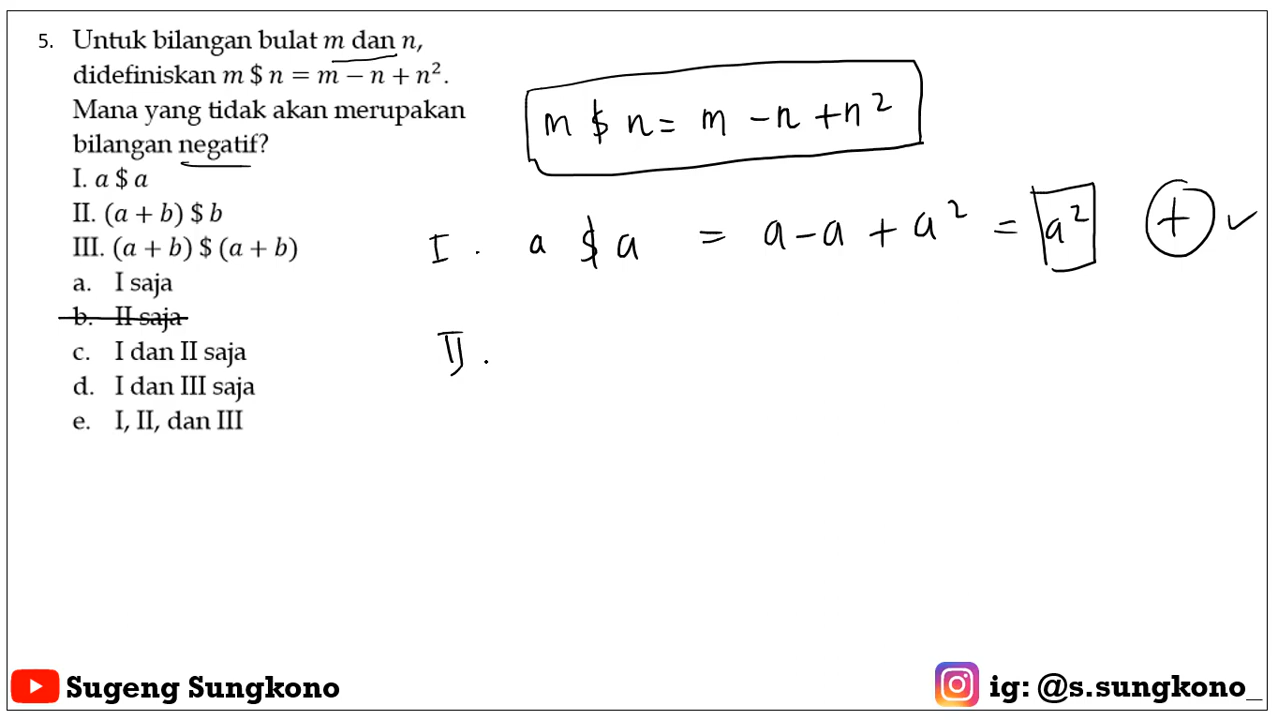 5. Untuk bilangan bulat m dan n,
didefiniskan m $ n = m − n + n².
Mana yang tidak akan merupakan
bilangan negatif?
I. a $ a
II. (a + b) $ b
III. (a + b) $ (a + b)
a. I saja
b. II saja
c. I dan II saja
d. I dan III saja
e. I, II, dan III
m $ n = m − n + n²
I. a $ a = a − a + a² = a² + ✓
II.
Sugeng Sungkono
ig: @s.sungkono_